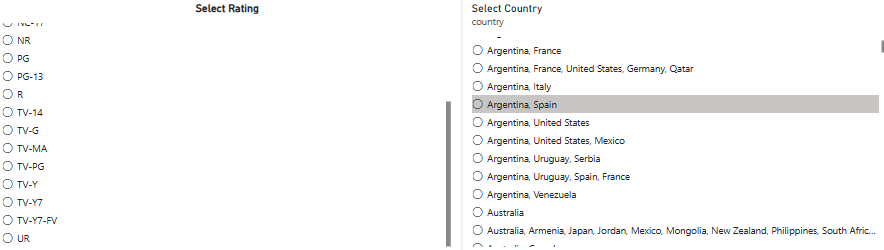 Select Rating
NC-17
NR
PG
PG-13
R
TV-14
TV-G
TV-MA
TV-PG
TV-Y
TV-Y7
TV-Y7-FV
UR
Select Country
country
Argentina, France
Argentina, France, United States, Germany, Qatar
Argentina, Italy
Argentina, Spain
Argentina, United States
Argentina, United States, Mexico
Argentina, Uruguay, Serbia
Argentina, Uruguay, Spain, France
Argentina, Venezuela
Australia
Australia, Armenia, Japan, Jordan, Mexico, Mongolia, New Zealand, Philippines, South Afric...